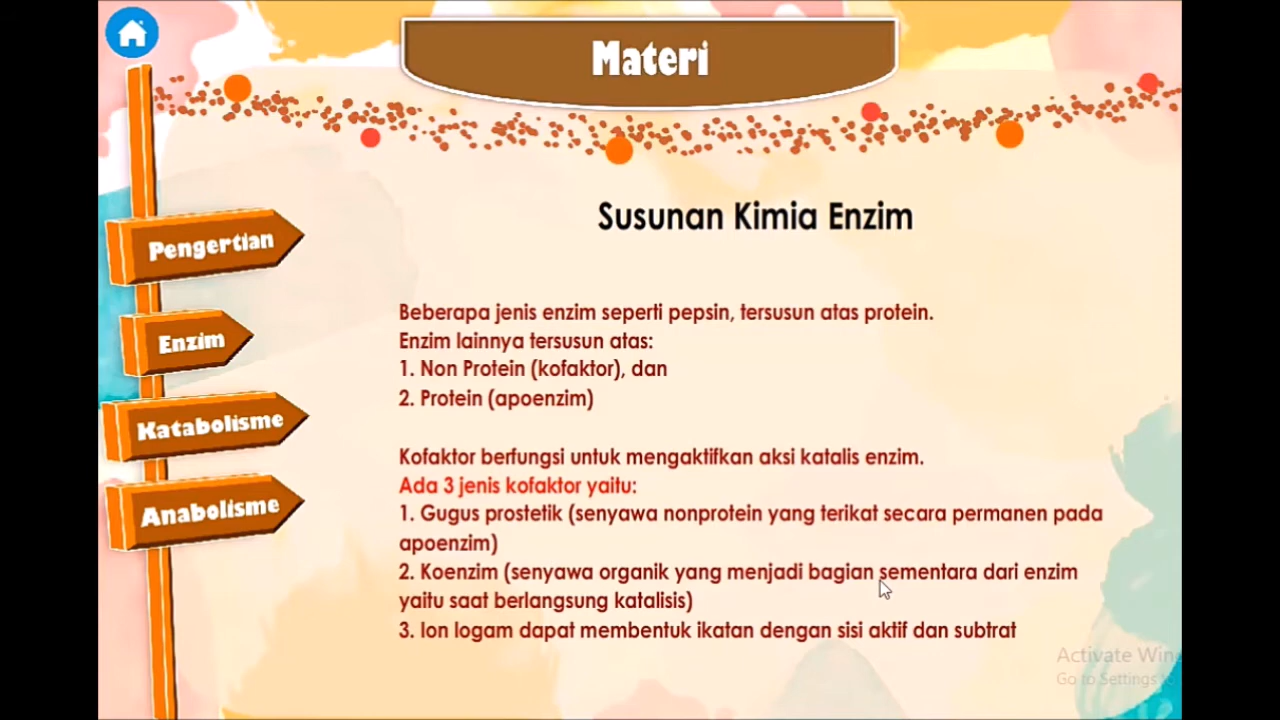 Materi
Pengertian
Enzim
Katabolisme
Anabolisme
Susunan Kimia Enzim
Beberapa jenis enzim seperti pepsin, tersusun atas protein.
Enzim lainnya tersusun atas:
1. Non Protein (kofaktor), dan
2. Protein (apoenzim)
Kofaktor berfungsi untuk mengaktifkan aksi katalis enzim.
Ada 3 jenis kofaktor yaitu:
1. Gugus prostetik (senyawa nonprotein yang terikat secara permanen pada
apoenzim)
2. Koenzim (senyawa organik yang menjadi bagian sementara dari enzim
yaitu saat berlangsung katalisis)
3. Ion logam dapat membentuk ikatan dengan sisi aktif dan subtrat
Activate Win
Go to Settings